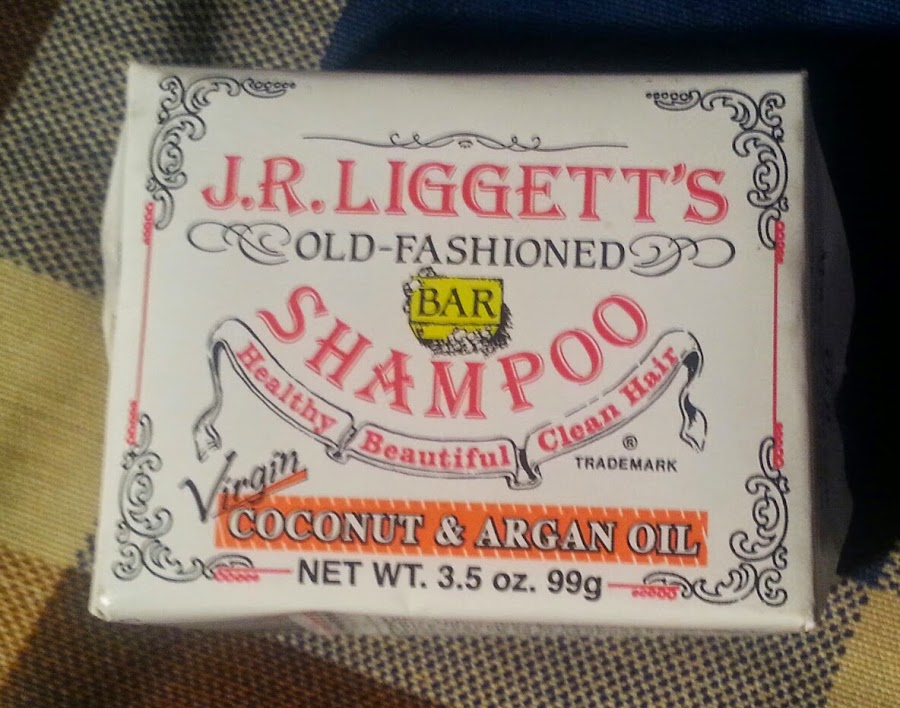 J.R. LIGGETT'S
OLD-FASHIONED
BAR
SHAMPOO
Healthy Beautiful Clean Hair
®
TRADEMARK
Virgin
COCONUT & ARGAN OIL
NET WT. 3.5 oz. 99g